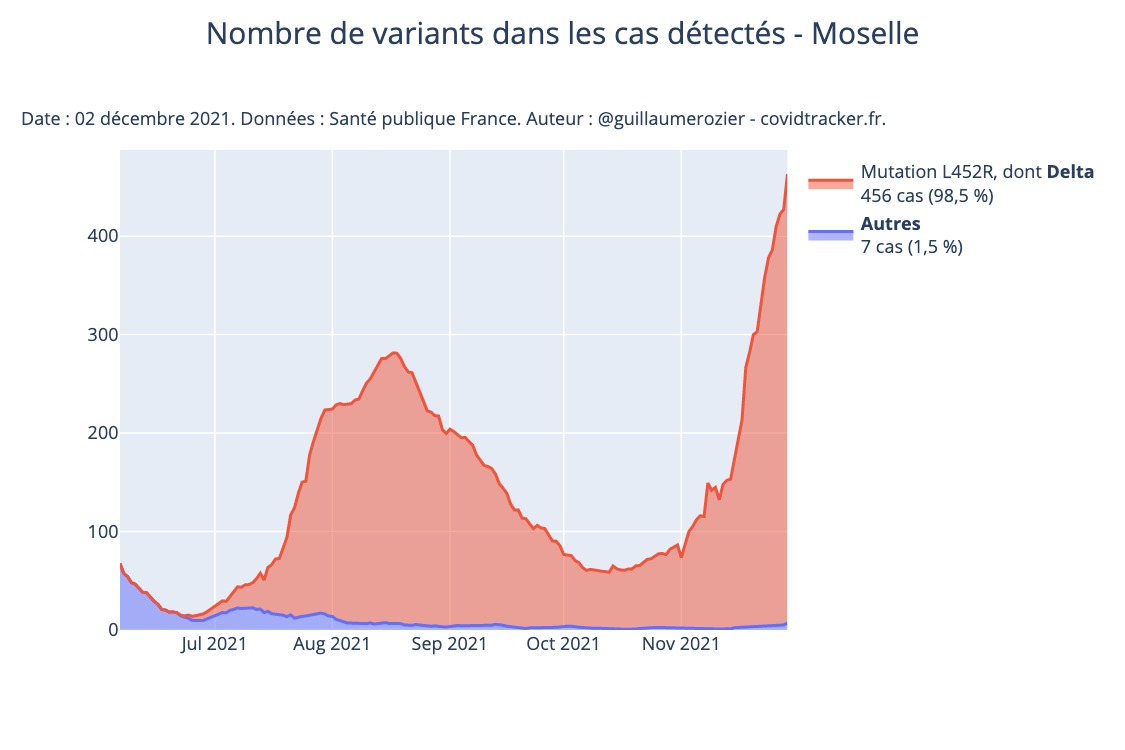 Nombre de variants dans les cas détectés - Moselle
Date : 02 décembre 2021. Données : Santé publique France. Auteur : @guillaumerozier - covidtracker.fr.
Mutation L452R, dont Delta
456 cas (98,5 %)
Autres
7 cas (1,5 %)
400
300
200
100
0
Jul 2021 Aug 2021 Sep 2021 Oct 2021 Nov 2021